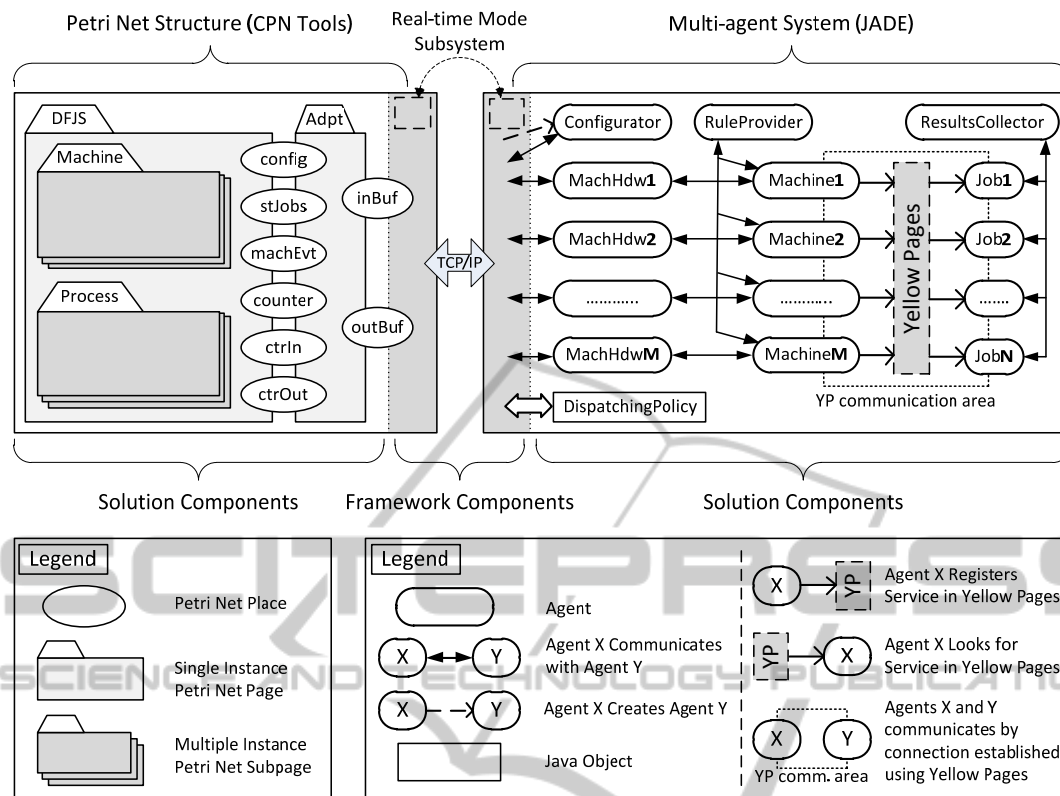 Petri Net Structure (CPN Tools)
Real-time Mode
Subsystem
Multi-agent System (JADE)
DFJS
Adpt
Machine
Process
config
stJobs
machEvt
counter
ctrIn
ctrOut
inBuf
outBuf
TCP/IP
Configurator
RuleProvider
ResultsCollector
MachHdw1
Machine1
Job1
MachHdw2
Machine2
Job2
............
............
.......
MachHdwM
MachineM
JobN
Yellow Pages
YP communication area
DispatchingPolicy
Solution Components
Framework Components
Solution Components
Legend
Petri Net Place
Single Instance
Petri Net Page
Multiple Instance
Petri Net Subpage
Legend
Agent
X
Y
Agent X Communicates
with Agent Y
X
Y
Agent X Creates Agent Y
Java Object
X
YP
Agent X Registers
Service in Yellow Pages
YP
X
Agent X Looks for
Service in Yellow Pages
X
Y
YP comm. area
Agents X and Y
communicates by
connection established
using Yellow Pages
SCITEPRESS
SCIENCE AND TECHNOLOGY PUBLICATIO